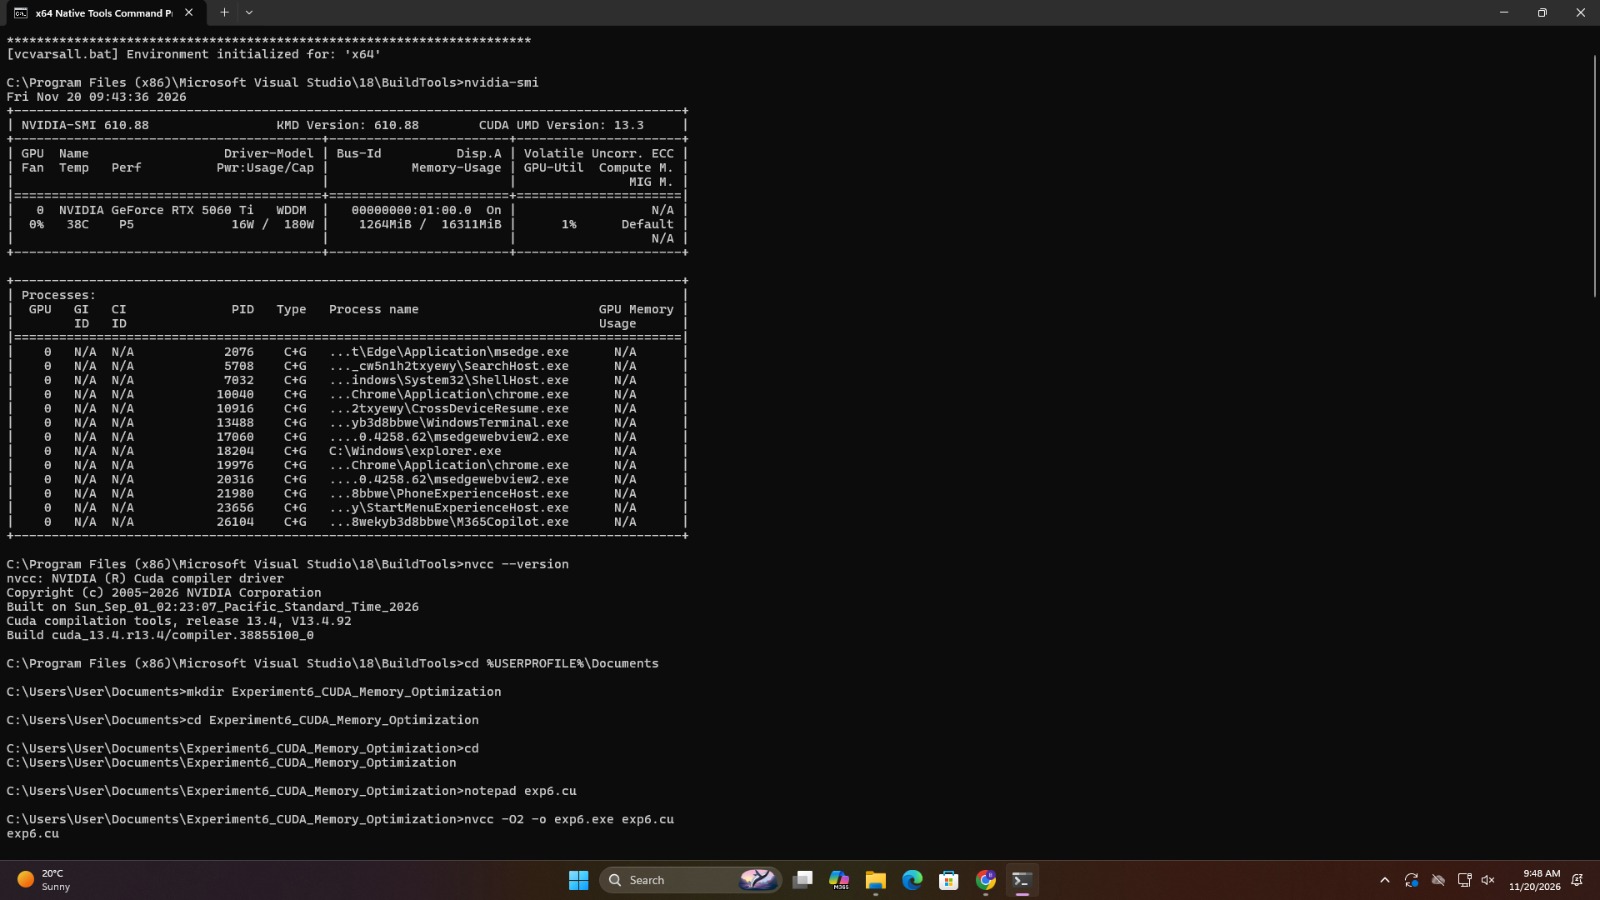 x64 Native Tools Command P
**********************************************************************
[vcvarsall.bat] Environment initialized for: 'x64'
C:\Program Files (x86)\Microsoft Visual Studio\18\BuildTools>nvidia-smi
Fri Nov 20 09:43:36 2026
+-----------------------------------------------------------------------------------------+
| NVIDIA-SMI 610.88                 KMD Version: 610.88        CUDA UMD Version: 13.3     |
+-----------------------------------------+------------------------+----------------------+
| GPU  Name                  Driver-Model | Bus-Id          Disp.A | Volatile Uncorr. ECC |
| Fan  Temp   Perf          Pwr:Usage/Cap |           Memory-Usage | GPU-Util  Compute M. |
|                                         |                        |               MIG M. |
|=========================================+========================+======================|
|   0  NVIDIA GeForce RTX 5060 Ti   WDDM  |   00000000:01:00.0  On |                  N/A |
|  0%   38C    P5             16W /  180W |    1264MiB /  16311MiB |      1%      Default |
|                                         |                        |                  N/A |
+-----------------------------------------+------------------------+----------------------+
+-----------------------------------------------------------------------------------------+
| Processes:                                                                              |
|  GPU   GI   CI              PID   Type   Process name                        GPU Memory |
|        ID   ID                                                               Usage      |
|=========================================================================================|
|    0   N/A  N/A            2076    C+G   ...t\Edge\Application\msedge.exe      N/A      |
|    0   N/A  N/A            5708    C+G   ..._cw5n1h2txyewy\SearchHost.exe      N/A      |
|    0   N/A  N/A            7032    C+G   ...indows\System32\ShellHost.exe      N/A      |
|    0   N/A  N/A           10040    C+G   ...Chrome\Application\chrome.exe      N/A      |
|    0   N/A  N/A           10916    C+G   ...2txyewy\CrossDeviceResume.exe      N/A      |
|    0   N/A  N/A           13488    C+G   ...yb3d8bbwe\WindowsTerminal.exe      N/A      |
|    0   N/A  N/A           17060    C+G   ....0.4258.62\msedgewebview2.exe      N/A      |
|    0   N/A  N/A           18204    C+G   C:\Windows\explorer.exe               N/A      |
|    0   N/A  N/A           19976    C+G   ...Chrome\Application\chrome.exe      N/A      |
|    0   N/A  N/A           20316    C+G   ....0.4258.62\msedgewebview2.exe      N/A      |
|    0   N/A  N/A           21980    C+G   ...8bbwe\PhoneExperienceHost.exe      N/A      |
|    0   N/A  N/A           23656    C+G   ...y\StartMenuExperienceHost.exe      N/A      |
|    0   N/A  N/A           26104    C+G   ...8wekyb3d8bbwe\M365Copilot.exe      N/A      |
+-----------------------------------------------------------------------------------------+
C:\Program Files (x86)\Microsoft Visual Studio\18\BuildTools>nvcc --version
nvcc: NVIDIA (R) Cuda compiler driver
Copyright (c) 2005-2026 NVIDIA Corporation
Built on Sun_Sep_01_02:23:07_Pacific_Standard_Time_2026
Cuda compilation tools, release 13.4, V13.4.92
Build cuda_13.4.r13.4/compiler.38855100_0
C:\Program Files (x86)\Microsoft Visual Studio\18\BuildTools>cd %USERPROFILE%\Documents
C:\Users\User\Documents>mkdir Experiment6_CUDA_Memory_Optimization
C:\Users\User\Documents>cd Experiment6_CUDA_Memory_Optimization
C:\Users\User\Documents\Experiment6_CUDA_Memory_Optimization>cd
C:\Users\User\Documents\Experiment6_CUDA_Memory_Optimization
C:\Users\User\Documents\Experiment6_CUDA_Memory_Optimization>notepad exp6.cu
C:\Users\User\Documents\Experiment6_CUDA_Memory_Optimization>nvcc -O2 -o exp6.exe exp6.cu
exp6.cu
20°C
Sunny
Search
M365
9:48 AM
11/20/2026